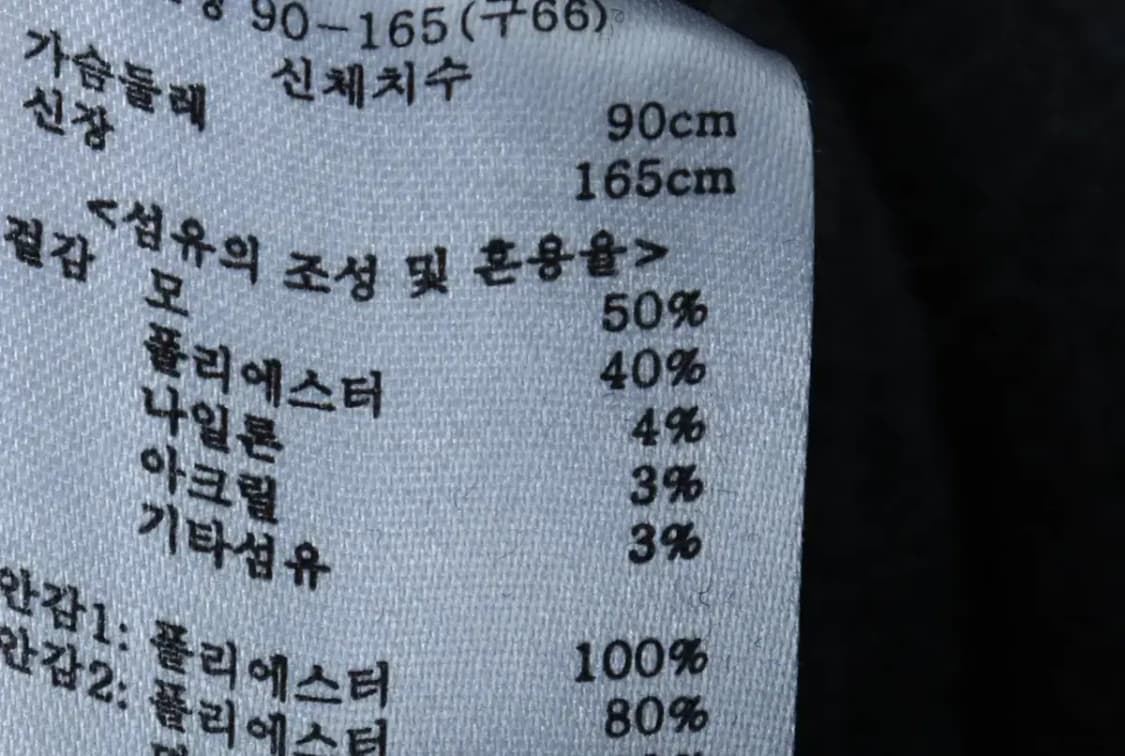 90-165(구66)
신체치수
가슴둘레 90cm
신장 165cm
<섬유의 조성 및 혼용율>
겉감
모 50%
폴리에스터 40%
나일론 4%
아크릴 3%
기타섬유 3%
안감1: 폴리에스터 100%
안감2: 폴리에스터 80%